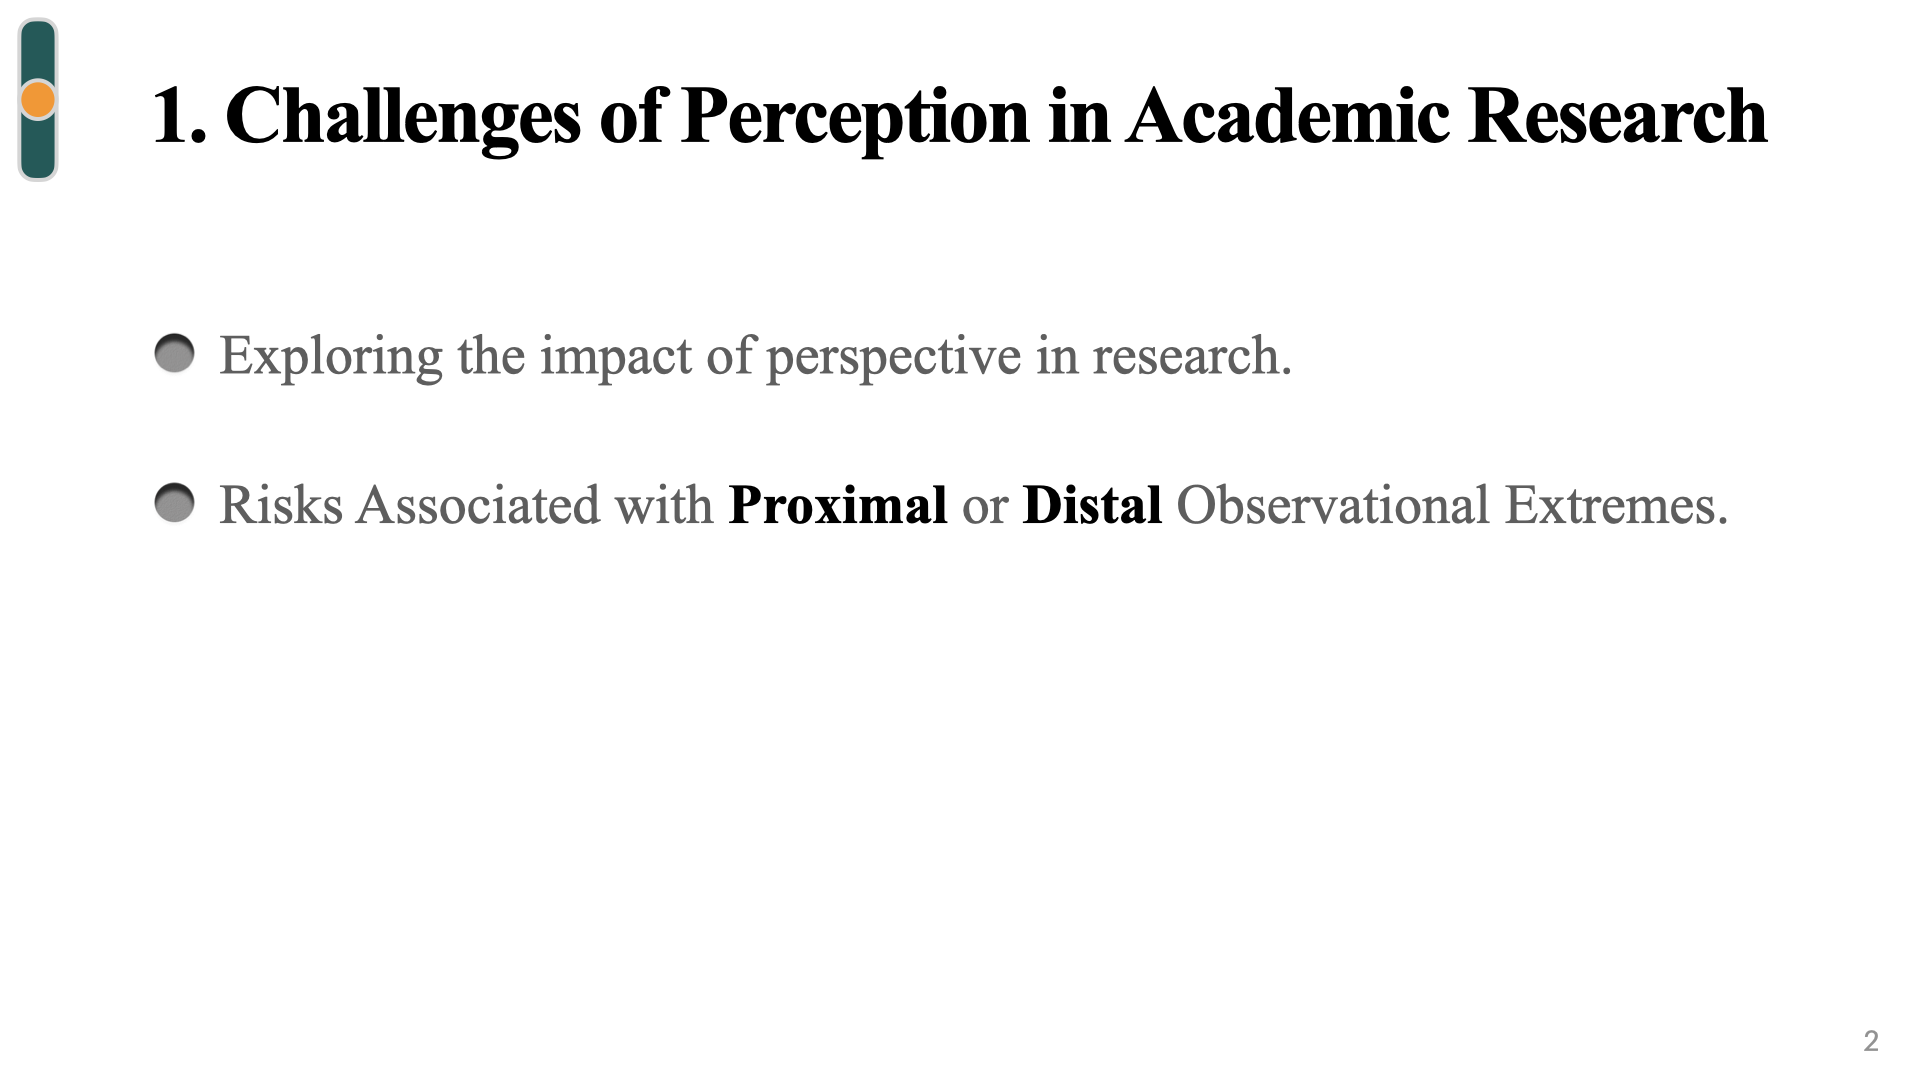 1. Challenges of Perception in Academic Research
Exploring the impact of perspective in research.
Risks Associated with Proximal or Distal Observational Extremes.
2